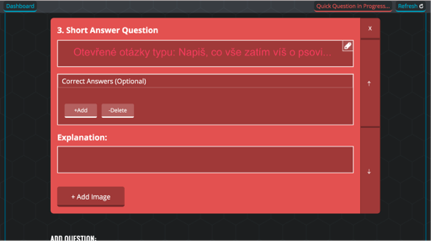 Dashboard
Quick Question in Progress...
Refresh
3. Short Answer Question
x
Otevřené otázky typu: Napiš, co vše zatím víš o psovi...
Correct Answers (Optional)
+Add
-Delete
Explanation:
+ Add Image
ADD QUESTION: